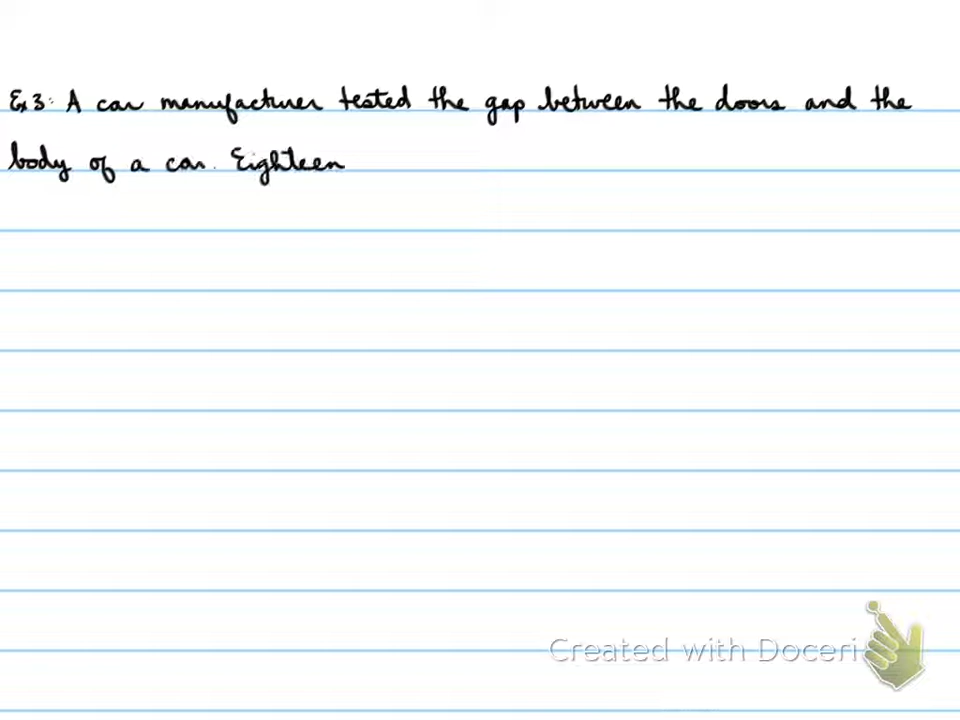 Ex 3: A car manufacturer tested the gap between the doors and the
body of a car. Eighteen
Created with Doceri